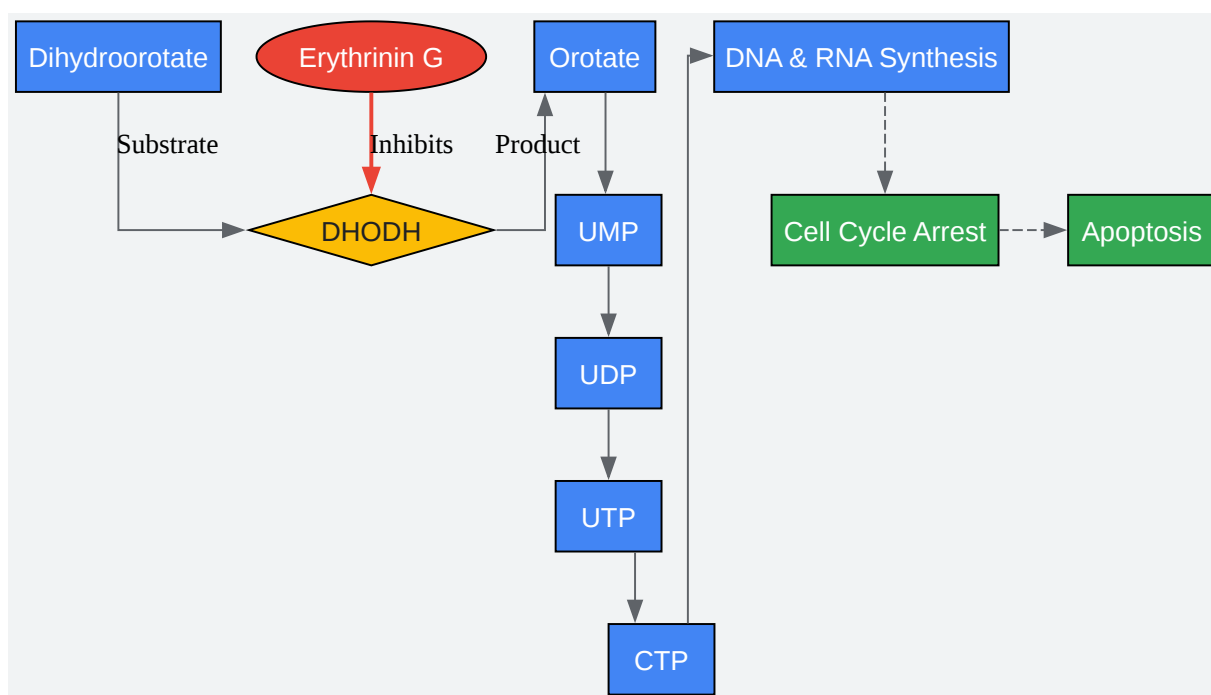 Dihydroorotate
Erythrinin G
Orotate
DNA & RNA Synthesis
Substrate
Inhibits
Product
DHODH
UMP
Cell Cycle Arrest
Apoptosis
UDP
UTP
CTP